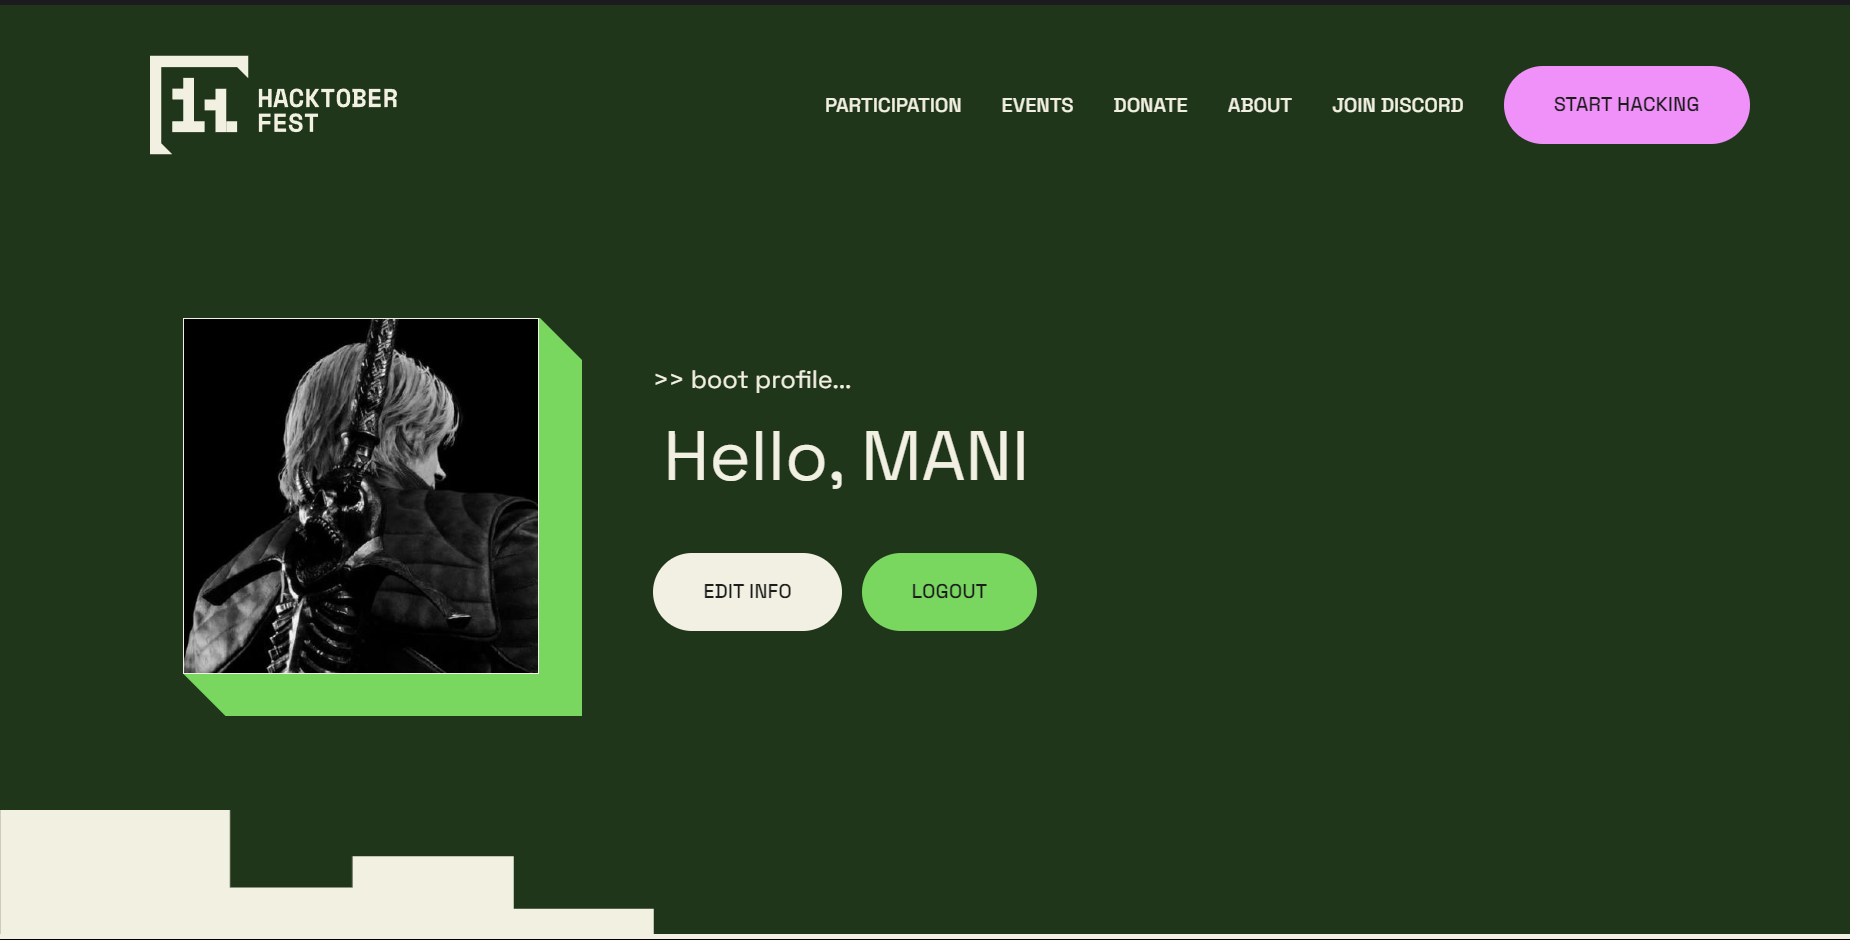 HACKTOBER
FEST
PARTICIPATION
EVENTS
DONATE
ABOUT
JOIN DISCORD
START HACKING
>> boot profile...
Hello, MANI
EDIT INFO
LOGOUT